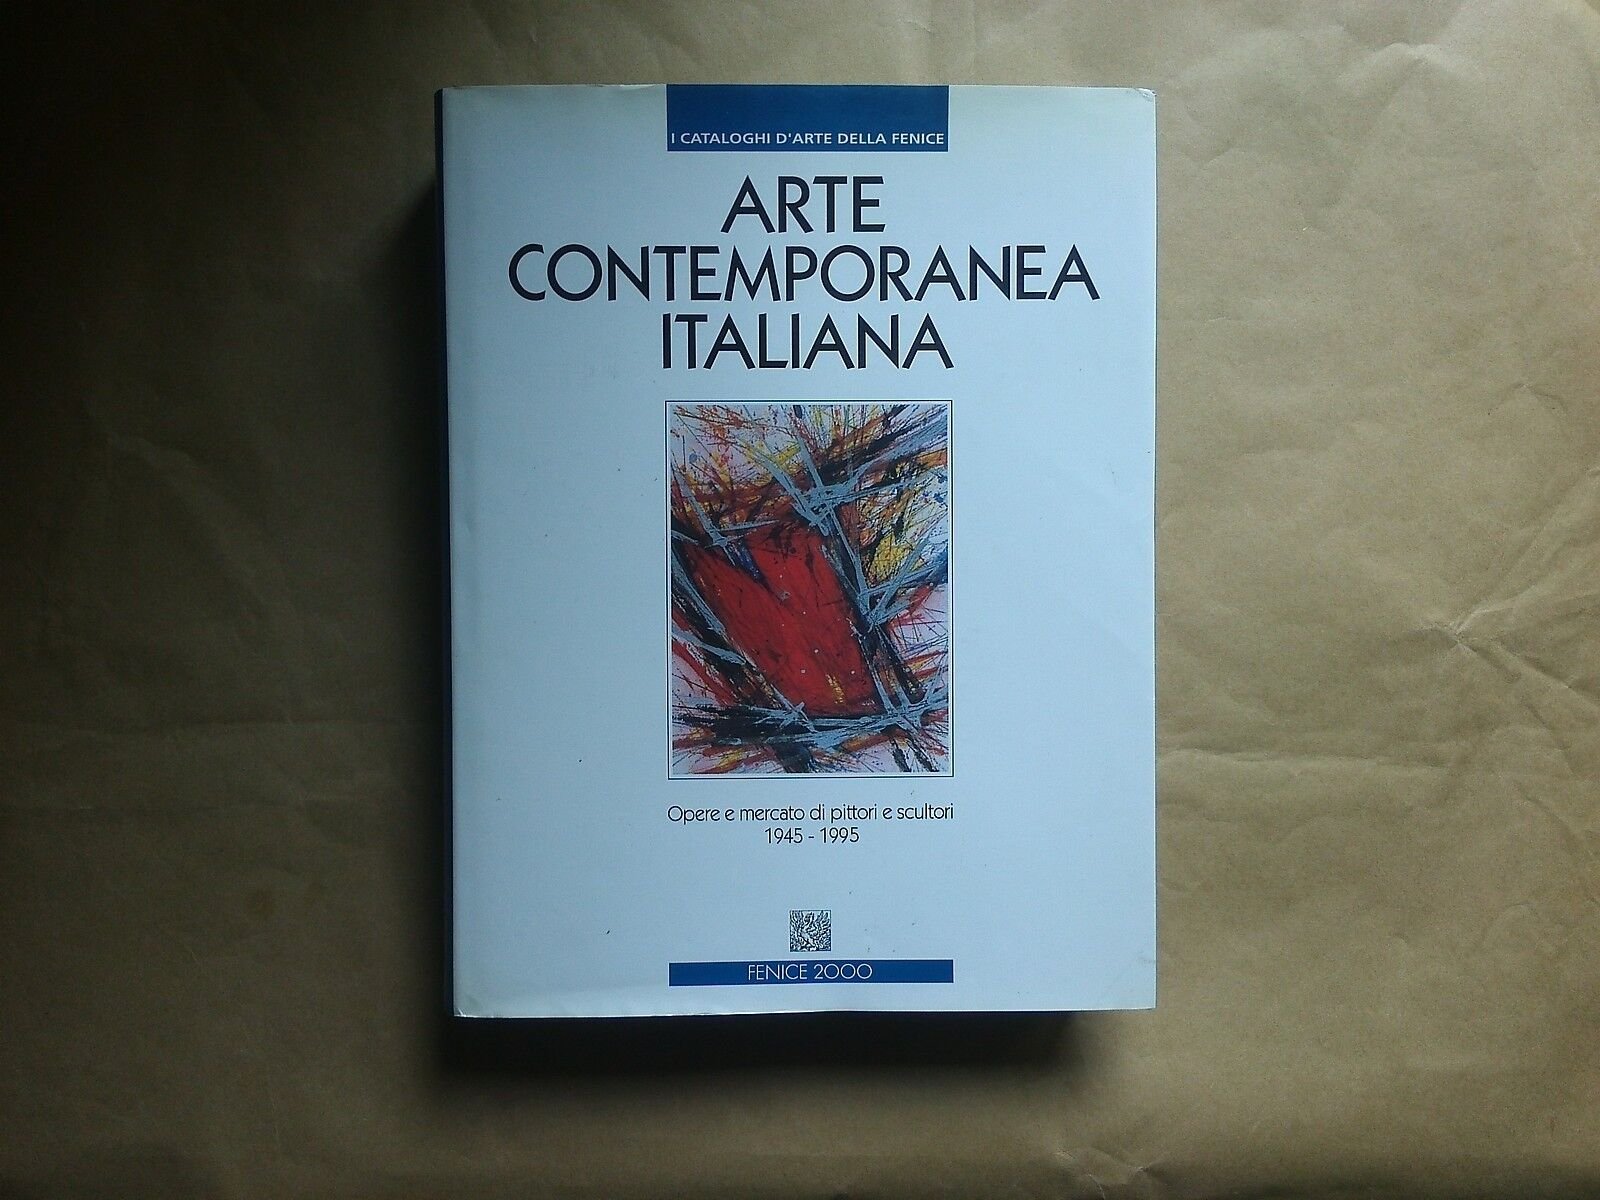 I CATALOGHI D'ARTE DELLA FENICE
ARTE
CONTEMPORANEA
ITALIANA
Opere e mercato di pittori e scultori
1945 - 1995
FENICE 2000